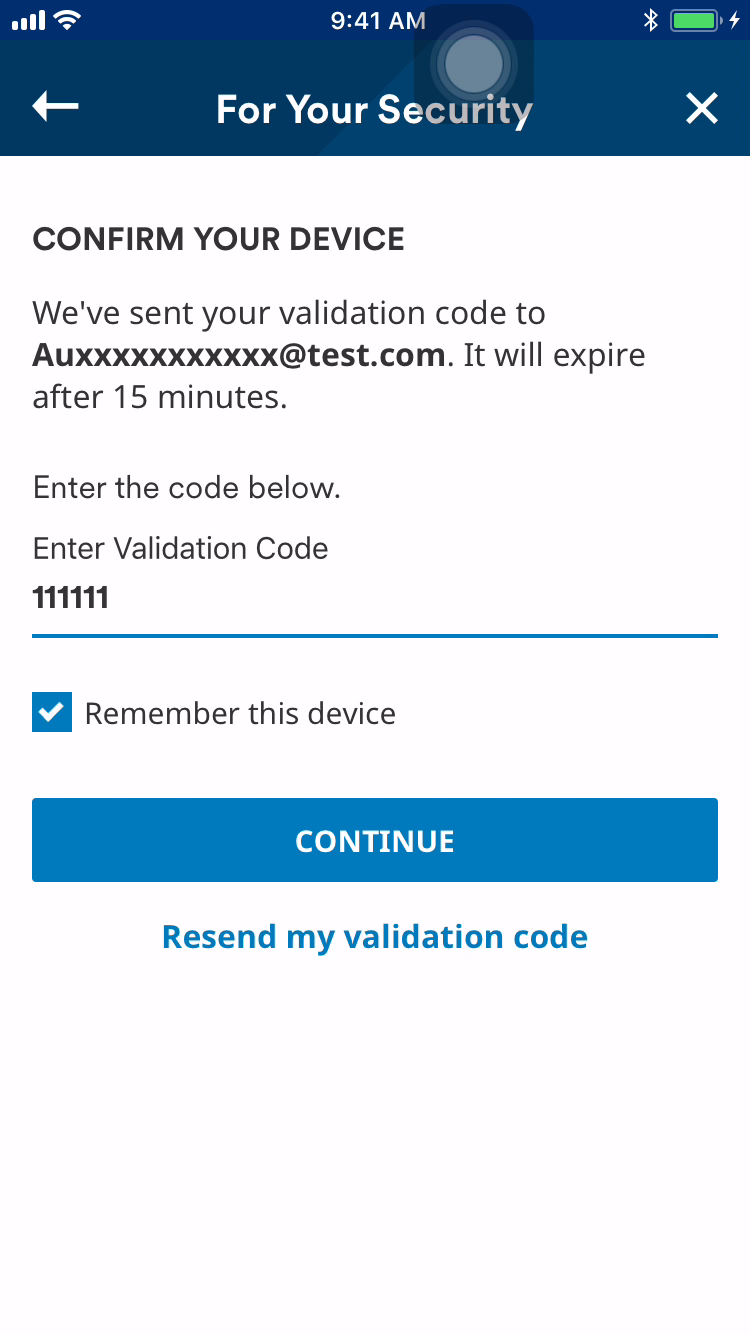 9:41 AM
For Your Security
CONFIRM YOUR DEVICE
We've sent your validation code to
Auxxxxxxxxxxx@test.com. It will expire
after 15 minutes.
Enter the code below.
Enter Validation Code
111111
Remember this device
CONTINUE
Resend my validation code